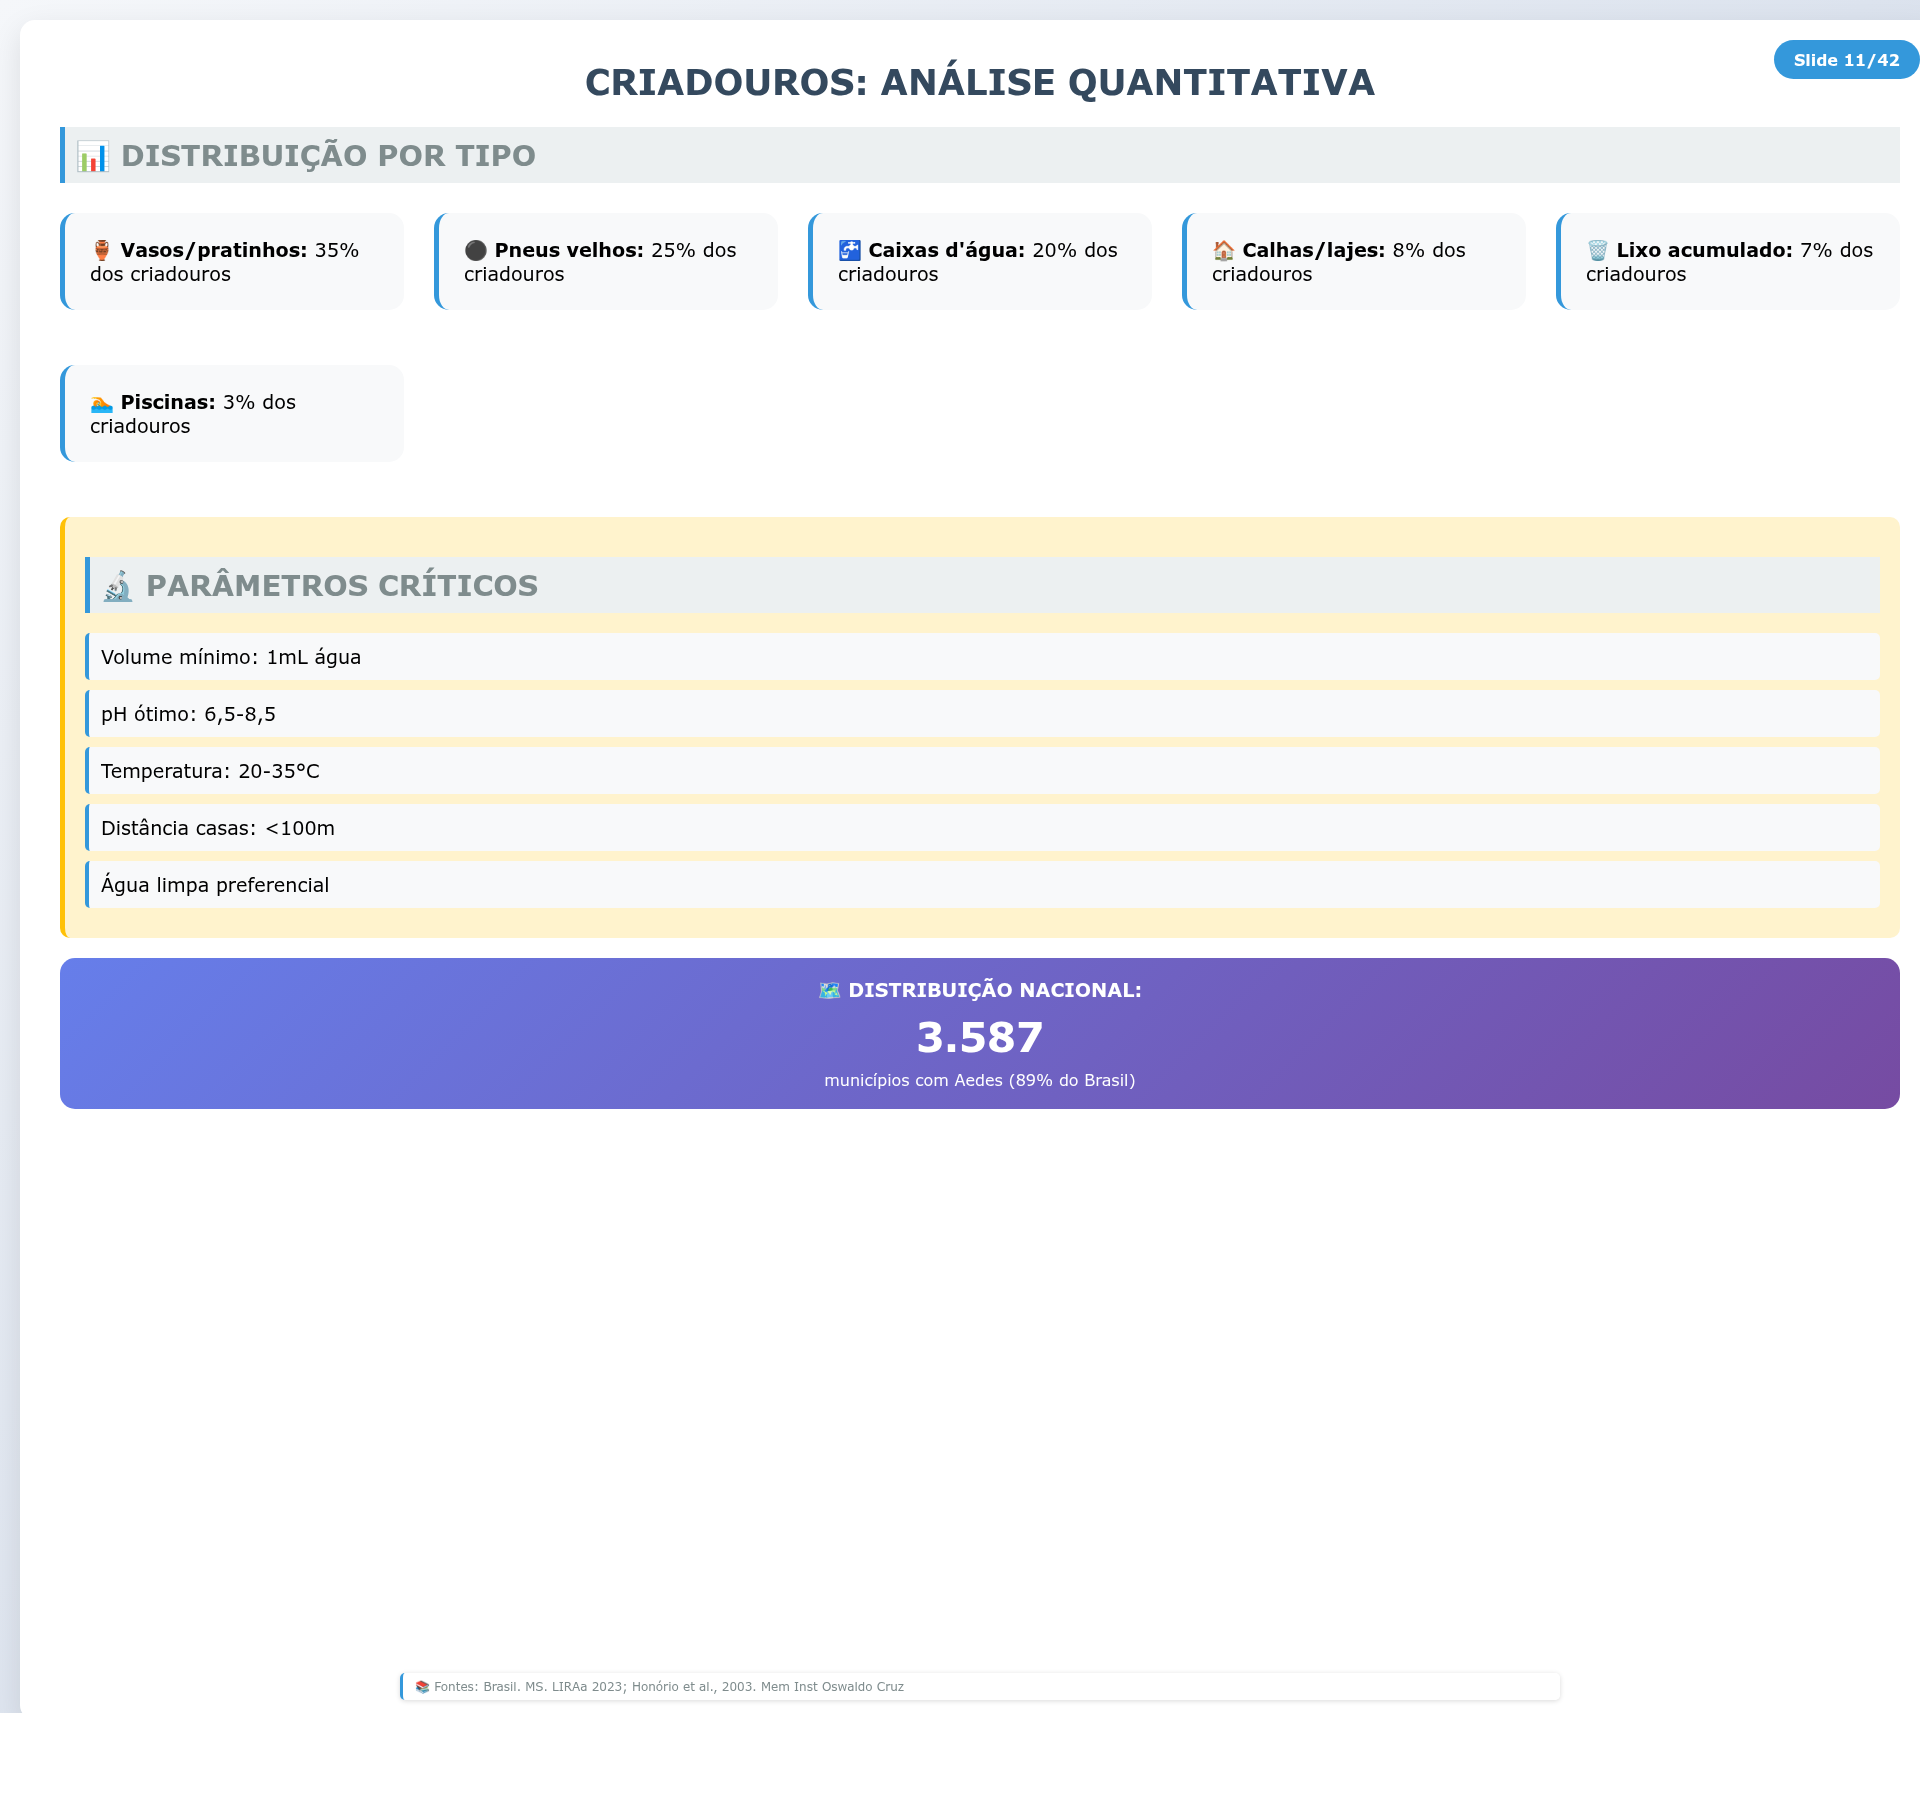 Slide 11/42
CRIADOUROS: ANÁLISE QUANTITATIVA
📊 DISTRIBUIÇÃO POR TIPO
🏺 Vasos/pratinhos: 35%
dos criadouros
⚫ Pneus velhos: 25% dos
criadouros
🚰 Caixas d'água: 20% dos
criadouros
🏠 Calhas/lajes: 8% dos
criadouros
🗑️ Lixo acumulado: 7% dos
criadouros
🏊 Piscinas: 3% dos
criadouros
🔬 PARÂMETROS CRÍTICOS
Volume mínimo: 1mL água
pH ótimo: 6,5-8,5
Temperatura: 20-35°C
Distância casas: <100m
Água limpa preferencial
🗺️ DISTRIBUIÇÃO NACIONAL:
3.587
municípios com Aedes (89% do Brasil)
📚 Fontes: Brasil. MS. LIRAa 2023; Honório et al., 2003. Mem Inst Oswaldo Cruz